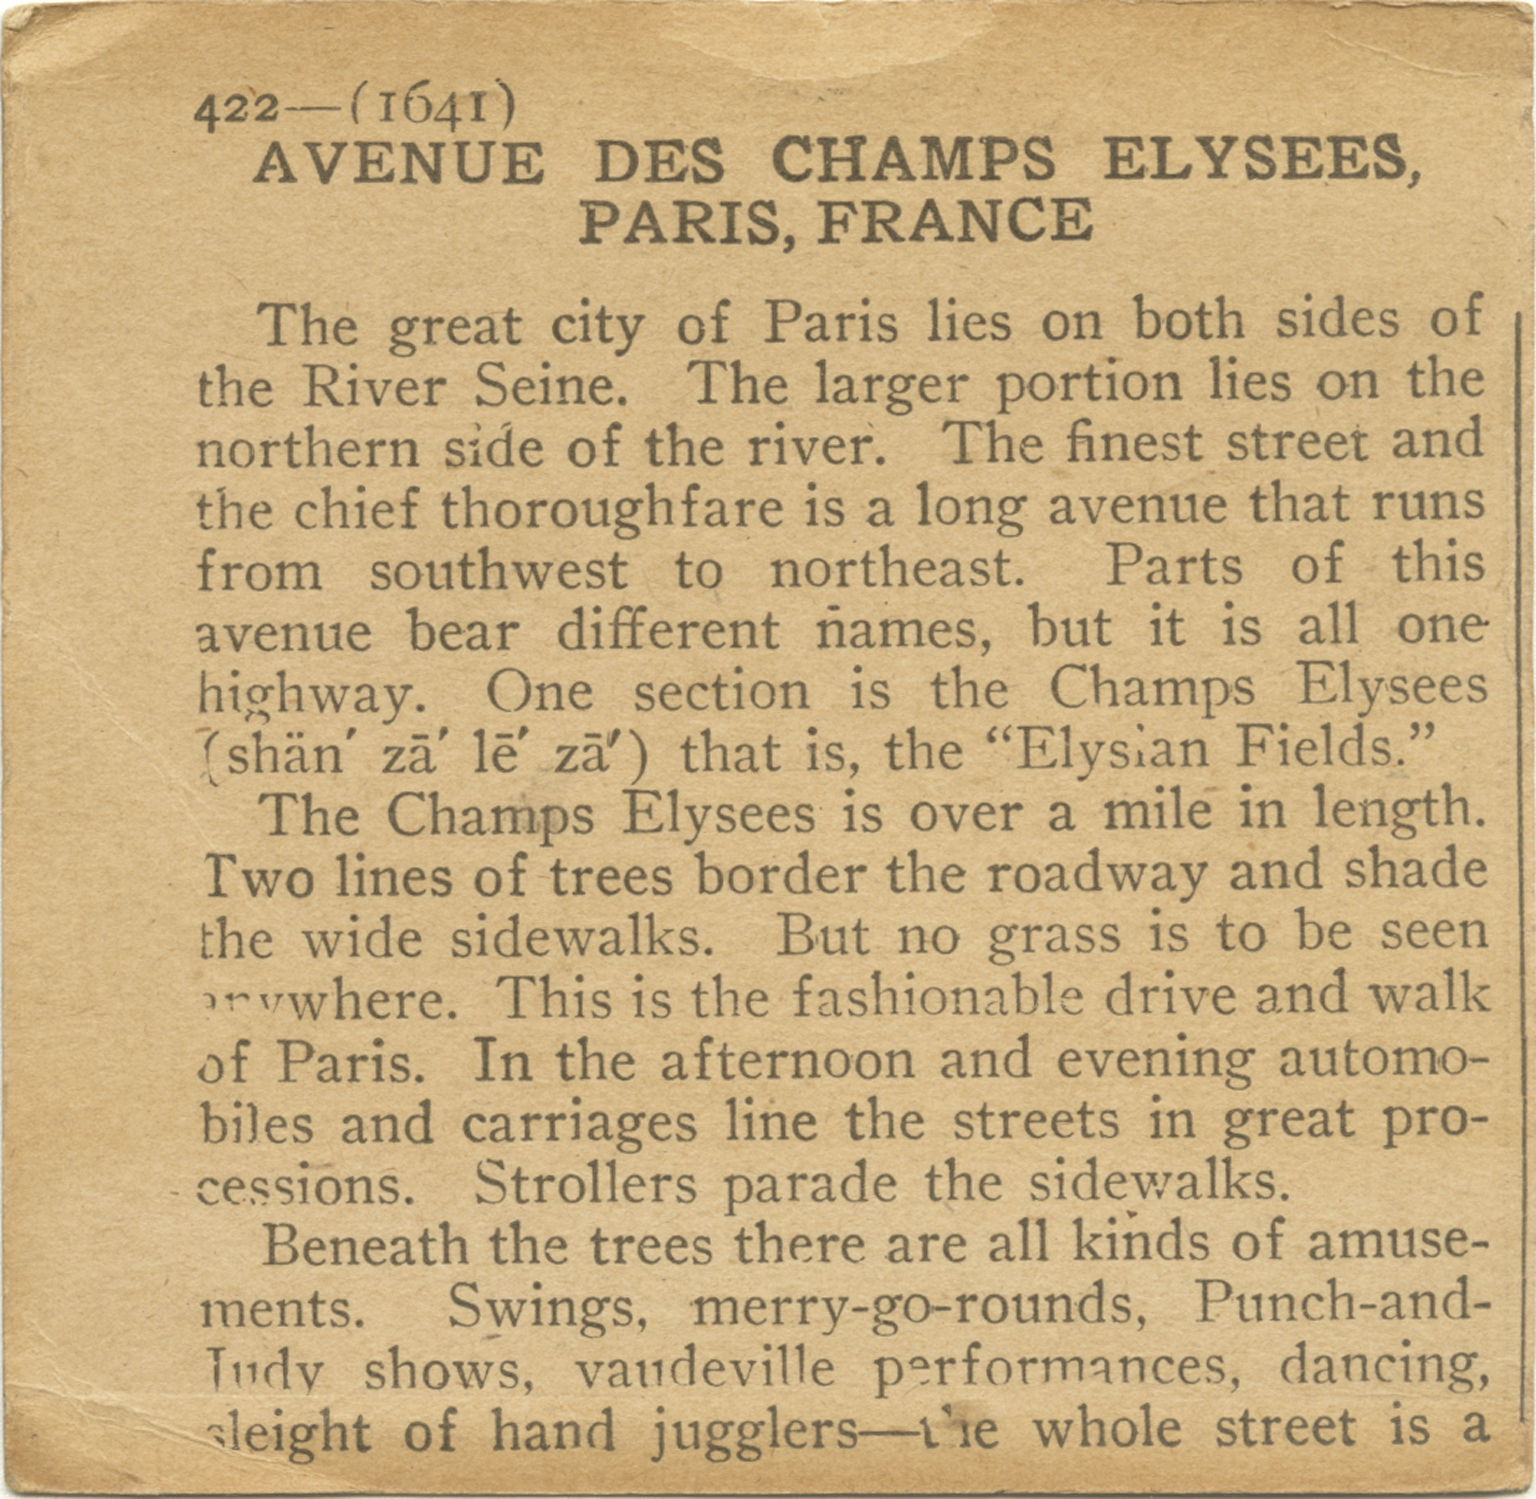 422—(1641)
AVENUE DES CHAMPS ELYSEES,
PARIS, FRANCE
The great city of Paris lies on both sides of
the River Seine. The larger portion lies on the
northern side of the river. The finest street and
the chief thoroughfare is a long avenue that runs
from southwest to northeast. Parts of this
avenue bear different names, but it is all one
highway. One section is the Champs Elysees
(shän′ zā′ lē′ zā′) that is, the “Elysian Fields.”
The Champs Elysees is over a mile in length.
Two lines of trees border the roadway and shade
the wide sidewalks. But no grass is to be seen
anywhere. This is the fashionable drive and walk
of Paris. In the afternoon and evening automo-
biles and carriages line the streets in great pro-
cessions. Strollers parade the sidewalks.
Beneath the trees there are all kinds of amuse-
ments. Swings, merry-go-rounds, Punch-and-
Judy shows, vaudeville performances, dancing,
sleight of hand jugglers—the whole street is a